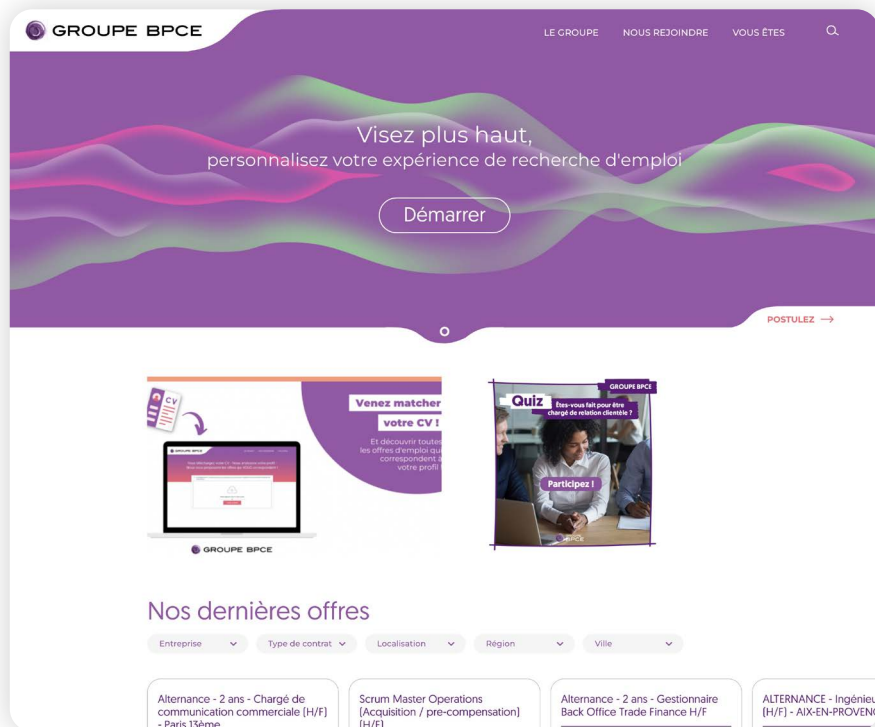 GROUPE BPCE
LE GROUPE
NOUS REJOINDRE
VOUS ÊTES
Visez plus haut,
personnalisez votre expérience de recherche d'emploi
Démarrer
POSTULEZ
CV
Venez matcher
votre CV !
Et découvrir toutes
les offres d'emploi qui
correspondent à
votre profil !
GROUPE BPCE
GROUPE BPCE
GROUPE BPCE
Quiz
Êtes-vous fait pour être
chargé de relation clientèle ?
Participez !
Nos dernières offres
Entreprise
Type de contrat
Localisation
Région
Ville
Alternance - 2 ans - Chargé de
communication commerciale (H/F)
- Paris 13ème
Scrum Master Operations
(Acquisition / pre-compensation)
(H/F)
Alternance - 2 ans - Gestionnaire
Back Office Trade Finance H/F
ALTERNANCE - Ingénieu
(H/F) - AIX-EN-PROVENC